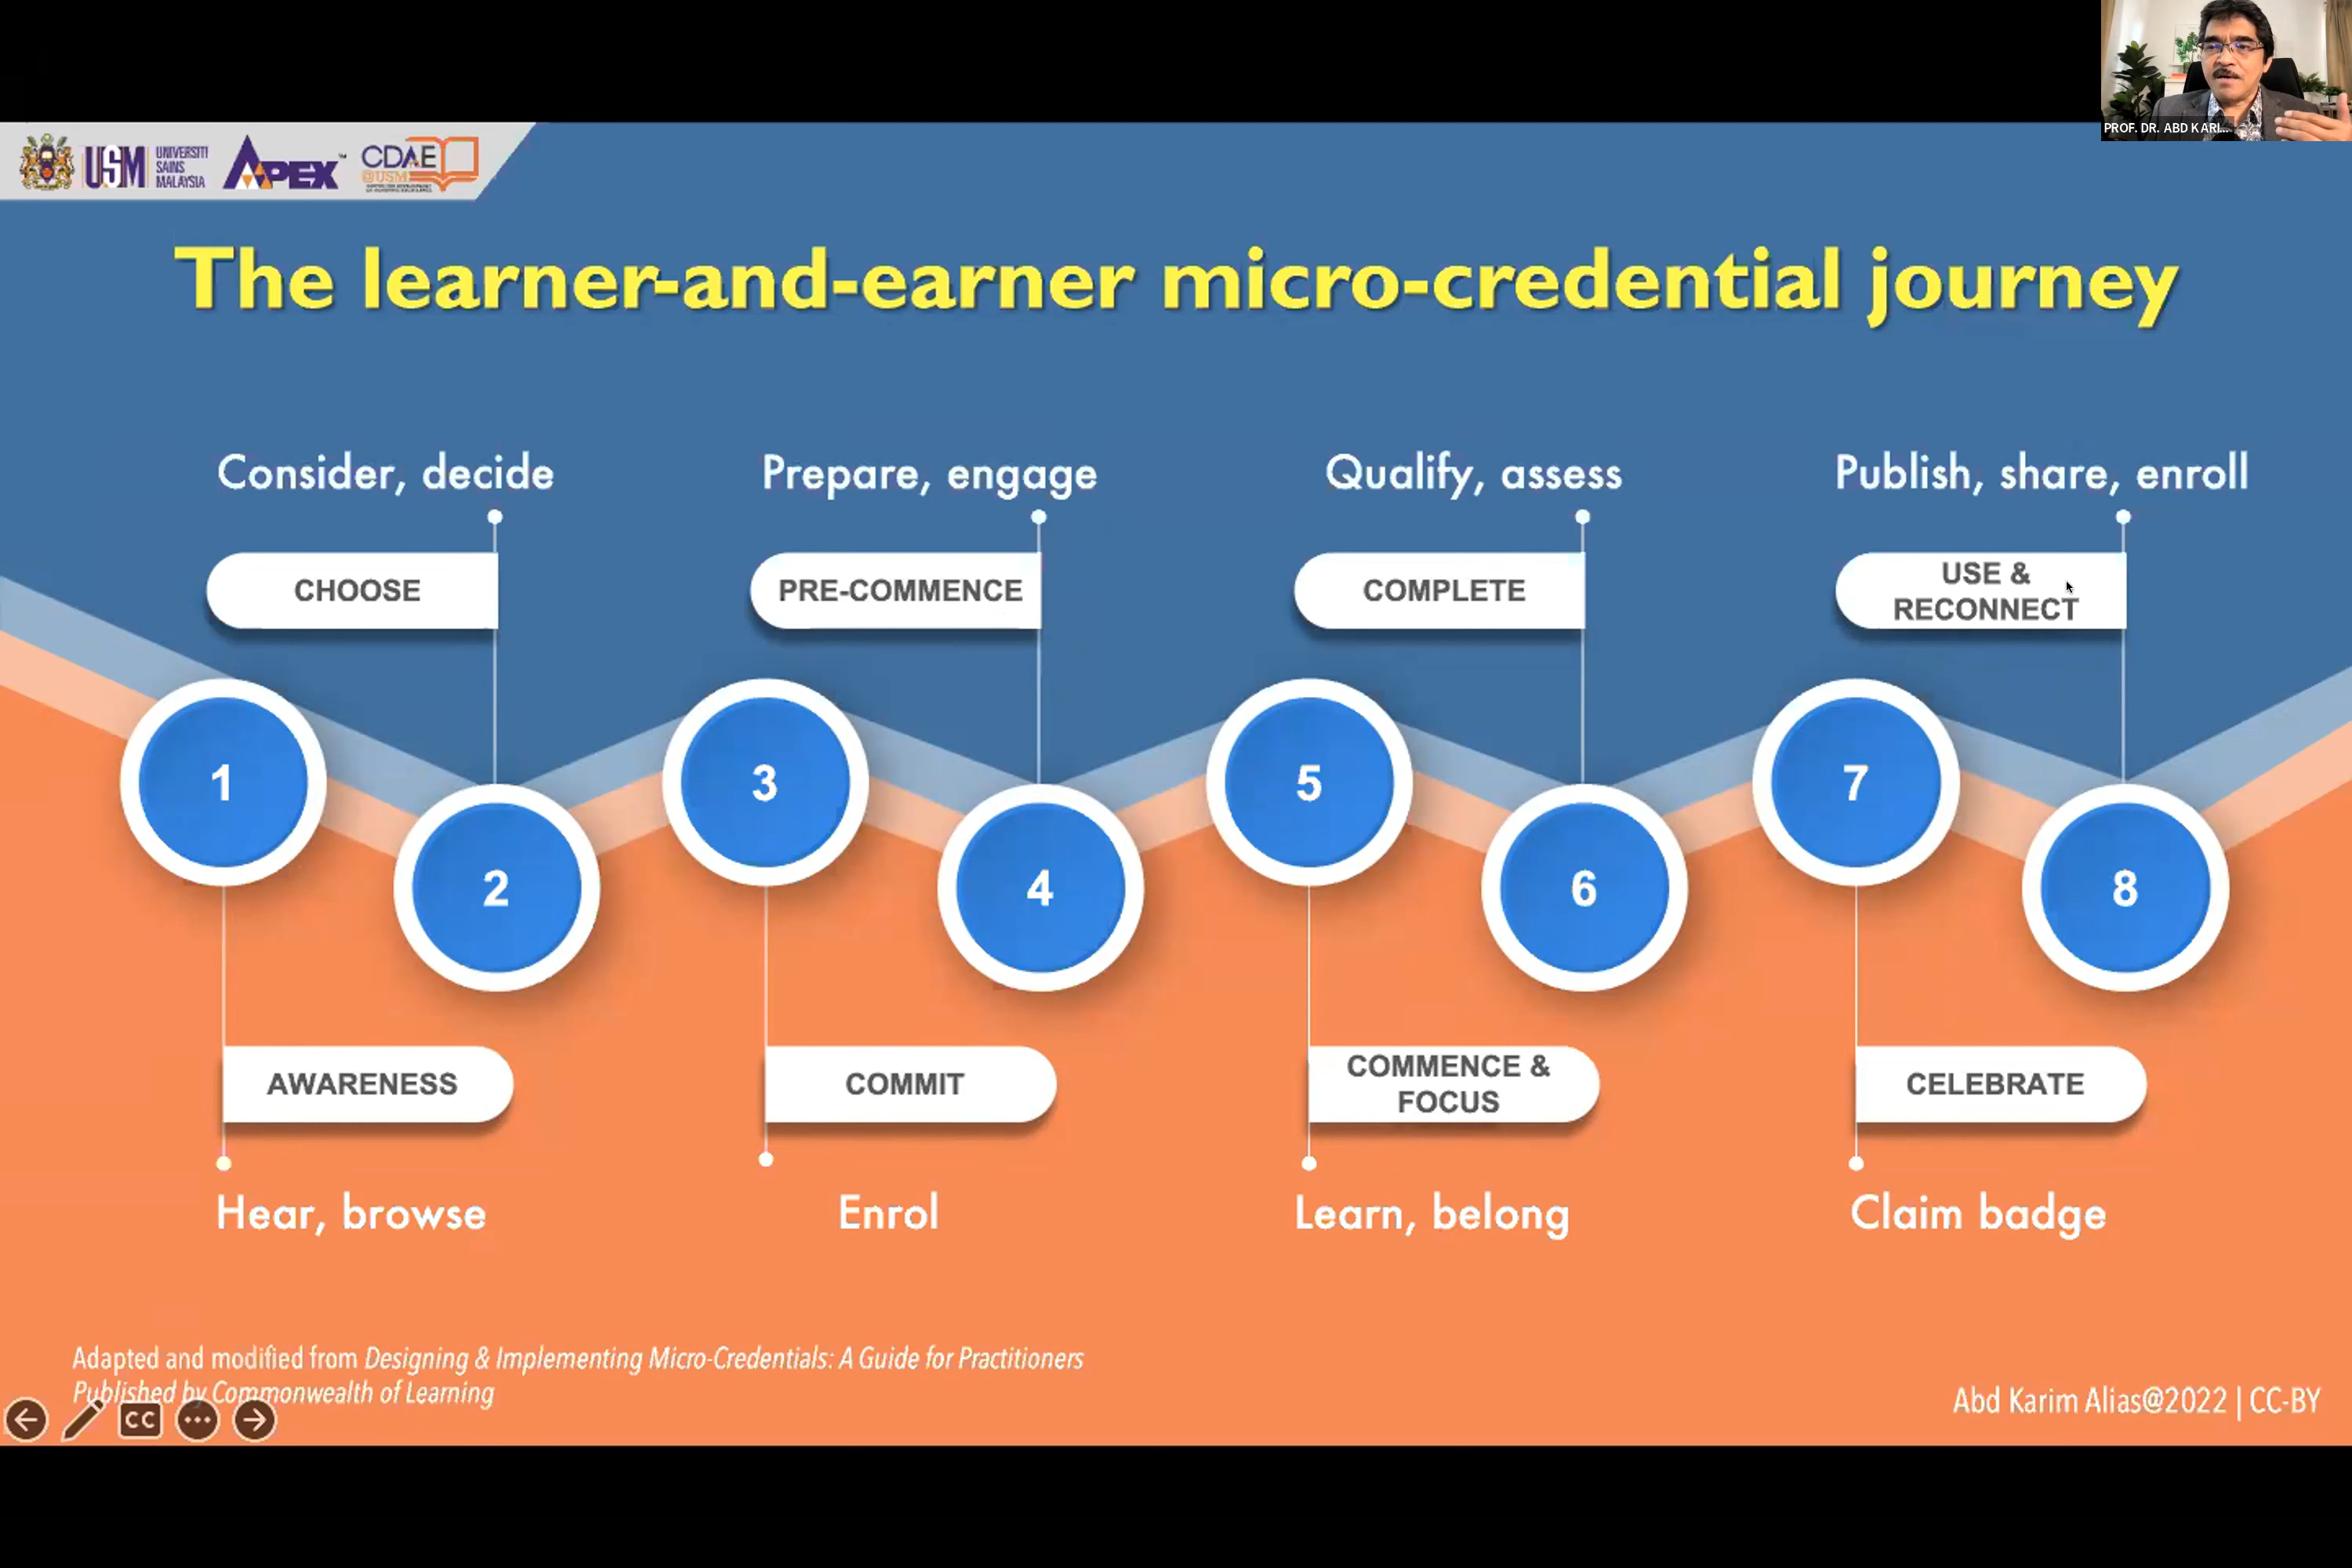 PROF. DR. ABD KARI...
USM UNIVERSITI
SAINS
MALAYSIA
APEX™
CDAE
@USM
The learner-and-earner micro-credential journey
Consider, decide
Prepare, engage
Qualify, assess
Publish, share, enroll
CHOOSE
PRE-COMMENCE
COMPLETE
USE &
RECONNECT
1
2
3
4
5
6
7
8
AWARENESS
COMMIT
COMMENCE &
FOCUS
CELEBRATE
Hear, browse
Enrol
Learn, belong
Claim badge
Adapted and modified from Designing & Implementing Micro-Credentials: A Guide for Practitioners
Published by Commonwealth of Learning
CC
Abd Karim Alias@2022 | CC-BY